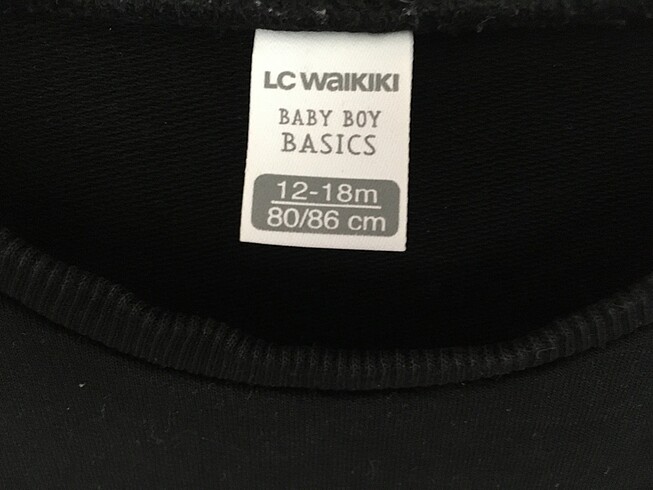 LC WAIKIKI
BABY BOY
BASICS
12-18m
80/86 cm